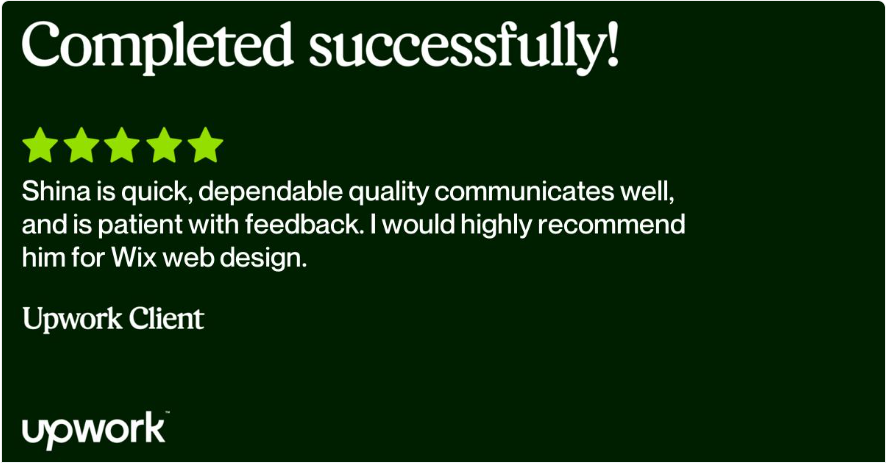 Completed successfully!
Shina is quick, dependable quality communicates well,
and is patient with feedback. I would highly recommend
him for Wix web design.
Upwork Client
upwork™